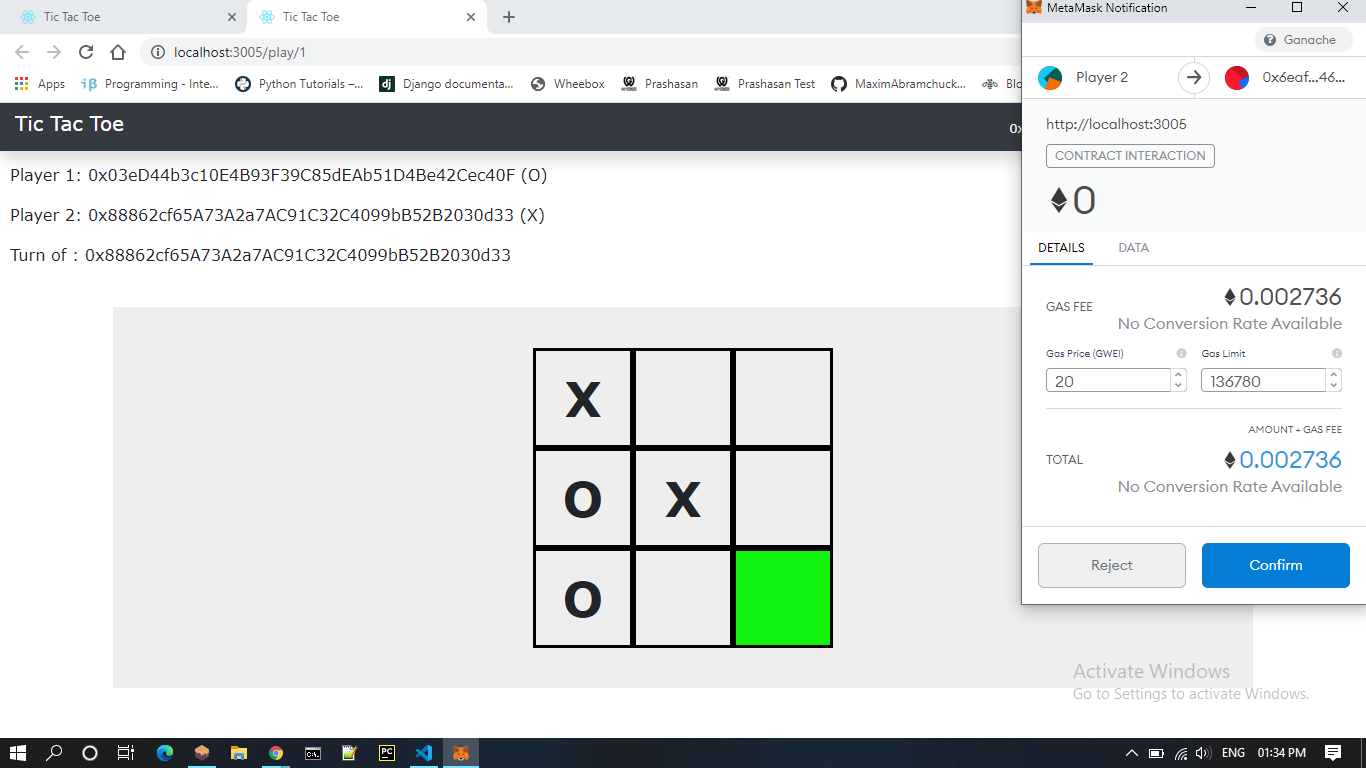 Tic Tac Toe
Tic Tac Toe
MetaMask Notification
localhost:3005/play/1
Ganache
Apps
Programming - Inte...
Python Tutorials –...
Django documenta...
Wheebox
Prashasan
Prashasan Test
MaximAbramchuck...
Blo
Player 2
0x6eaf...46...
Tic Tac Toe
0x
http://localhost:3005
CONTRACT INTERACTION
0
Player 1: 0x03eD44b3c10E4B93F39C85dEAb51D4Be42Cec40F (O)
Player 2: 0x88862cf65A73A2a7AC91C32C4099bB52B2030d33 (X)
Turn of : 0x88862cf65A73A2a7AC91C32C4099bB52B2030d33
DETAILS DATA
GAS FEE 0.002736
No Conversion Rate Available
Gas Price (GWEI) Gas Limit
20 136780
AMOUNT + GAS FEE
TOTAL 0.002736
No Conversion Rate Available
Reject Confirm
X
O X
O
Activate Windows
Go to Settings to activate Windows.
ENG 01:34 PM